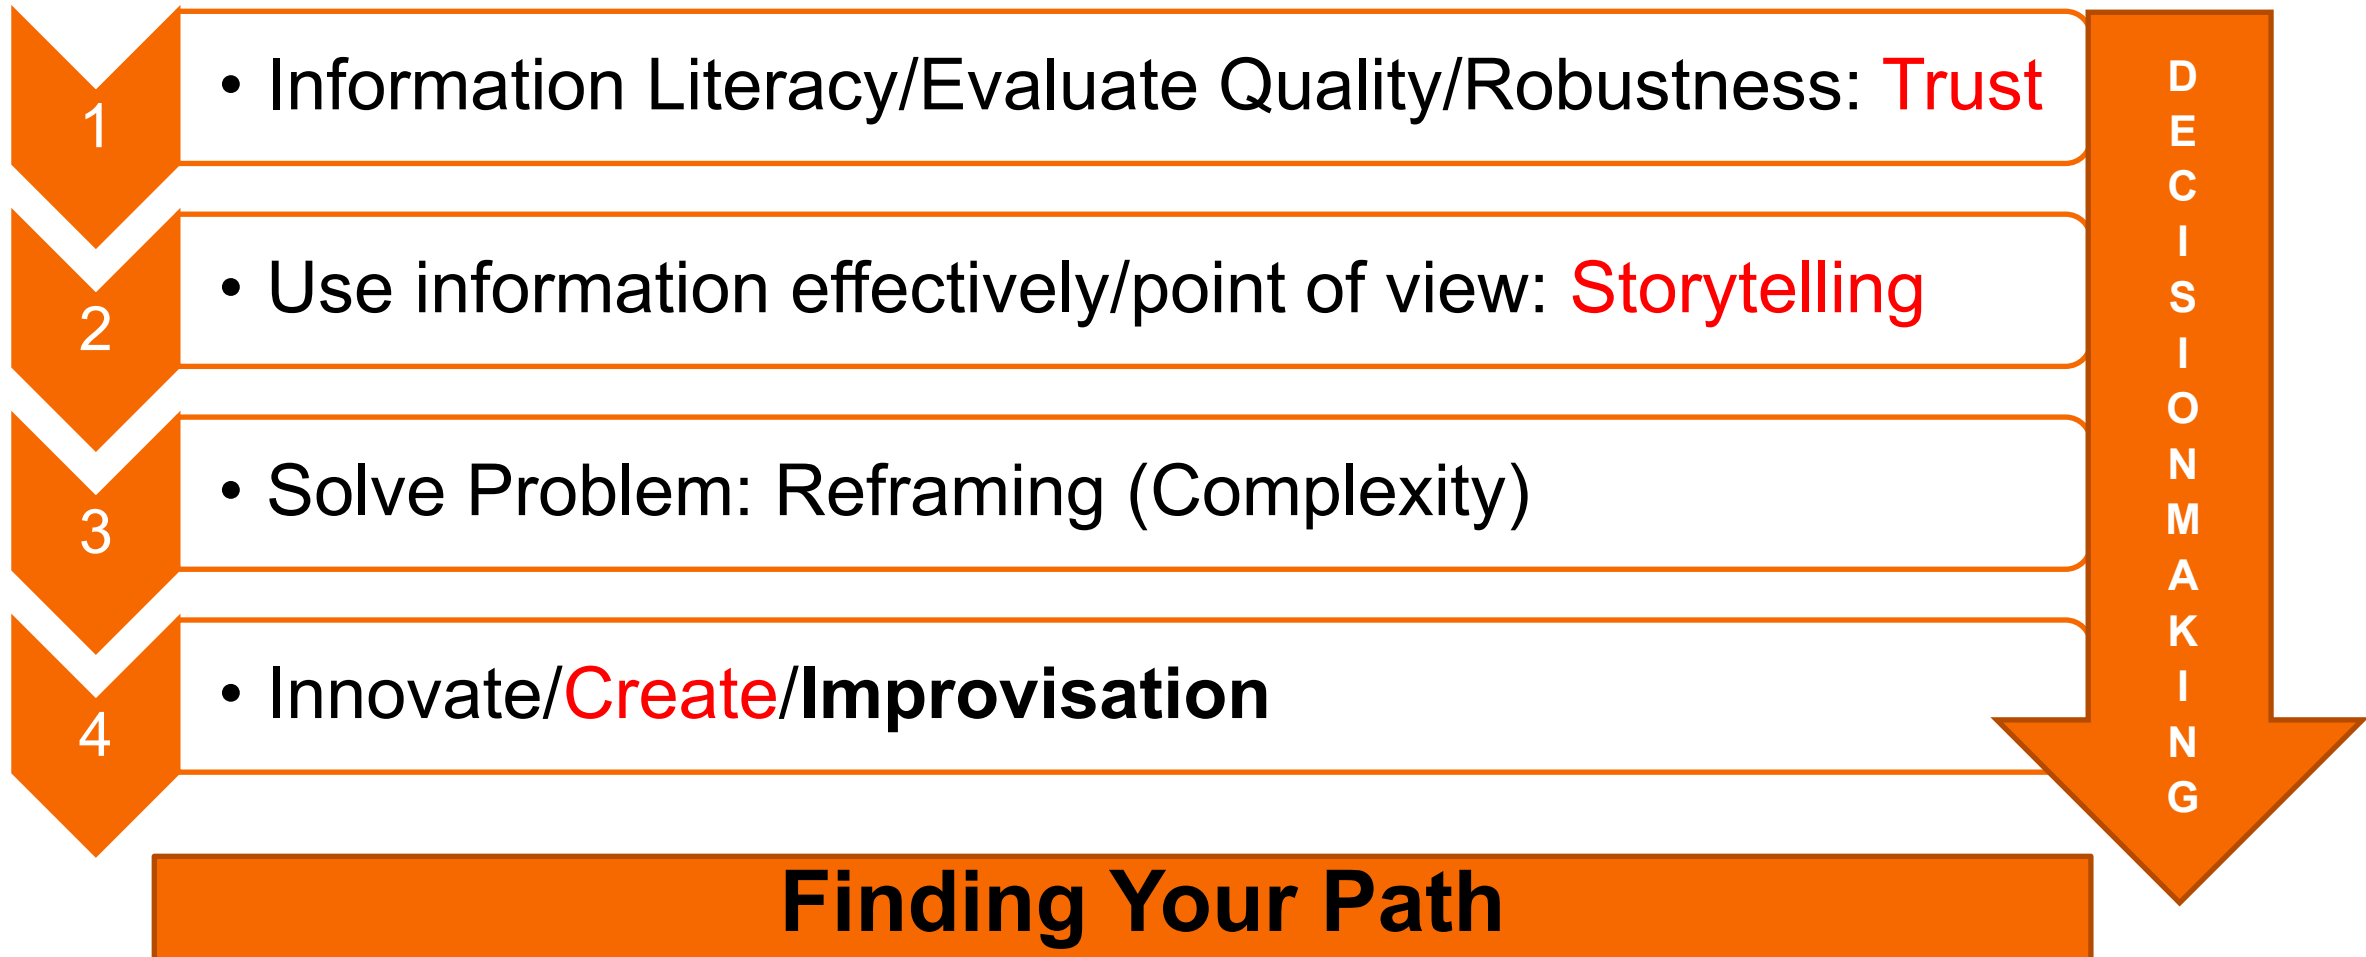 1
• Information Literacy/Evaluate Quality/Robustness: Trust
2
• Use information effectively/point of view: Storytelling
3
• Solve Problem: Reframing (Complexity)
4
• Innovate/Create/Improvisation
D
E
C
I
S
I
O
N
M
A
K
I
N
G
Finding Your Path